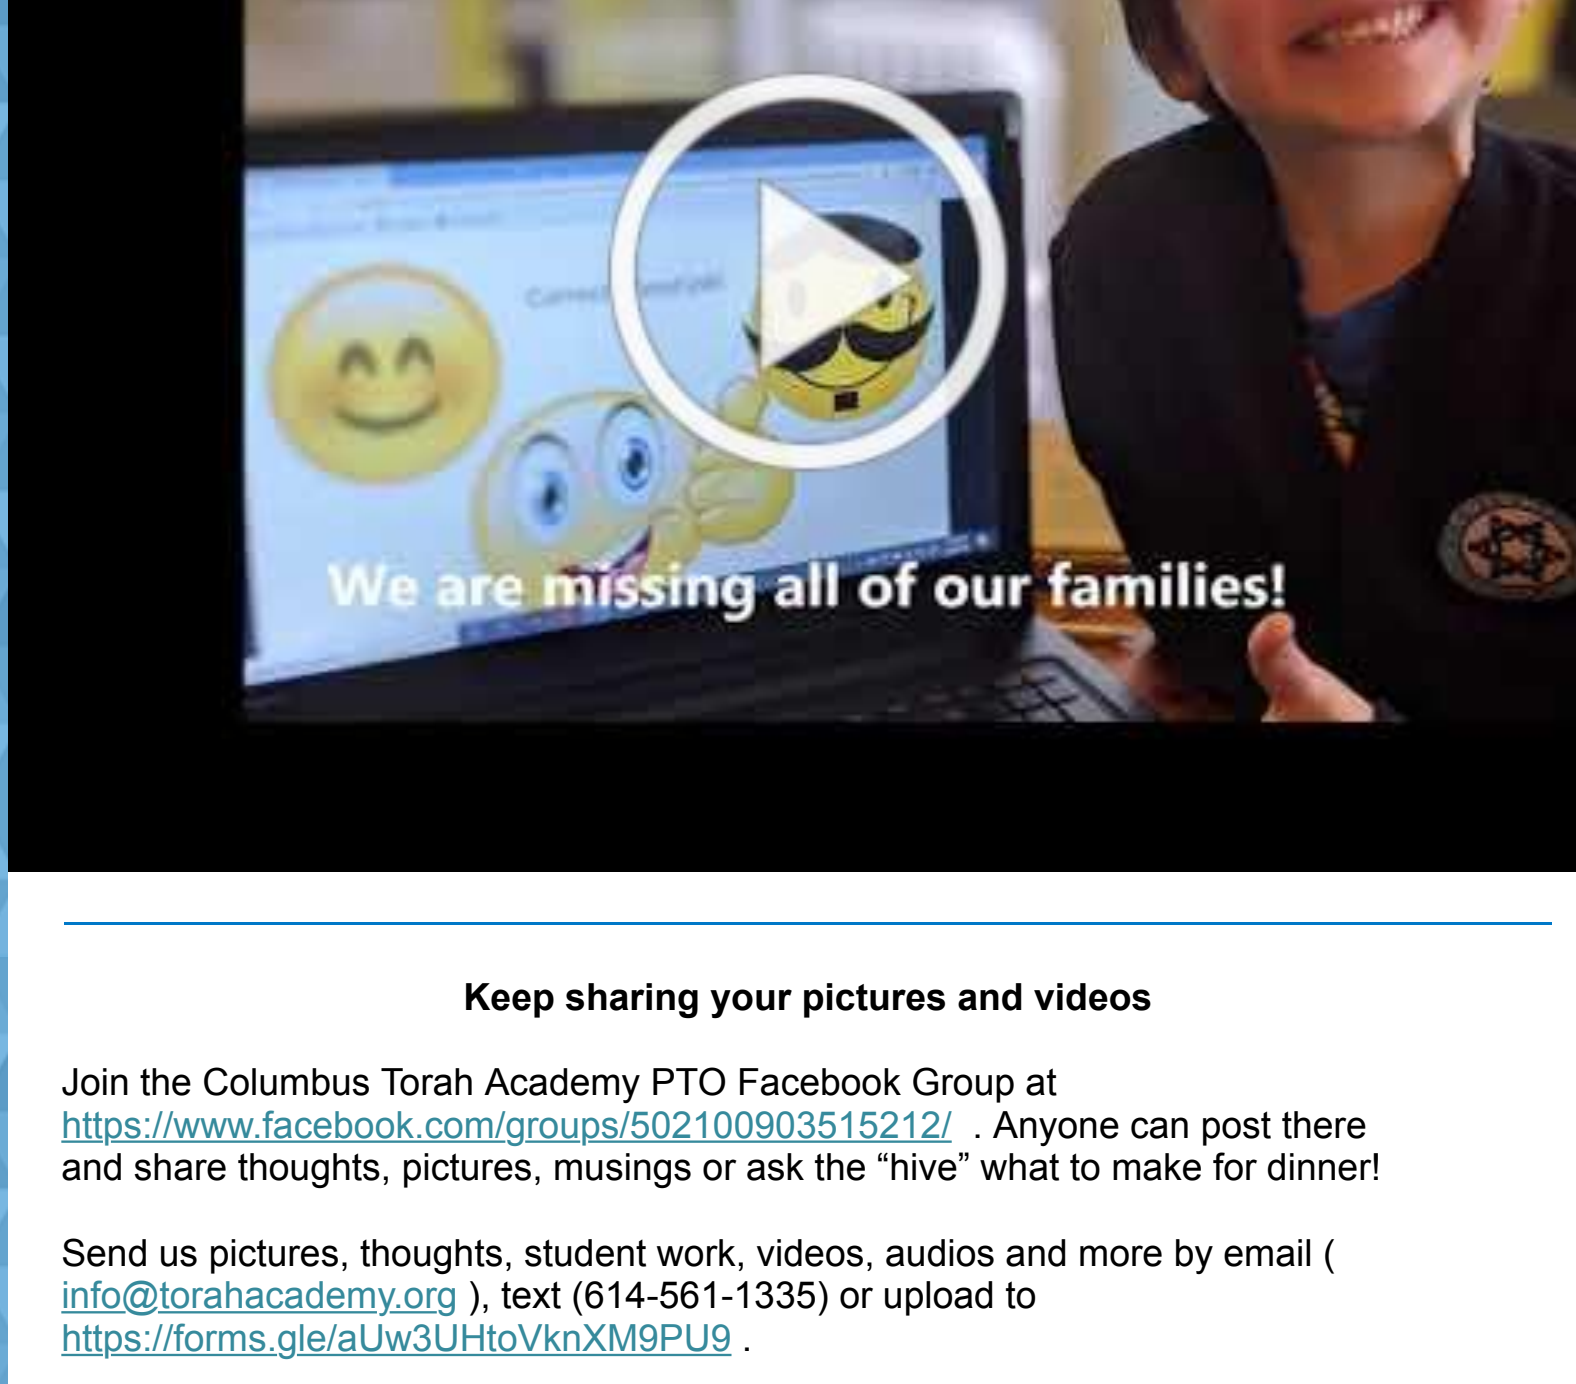 We are missing all of our families!
Keep sharing your pictures and videos
Join the Columbus Torah Academy PTO Facebook Group at
https://www.facebook.com/groups/502100903515212/ . Anyone can post there
and share thoughts, pictures, musings or ask the “hive” what to make for dinner!
Send us pictures, thoughts, student work, videos, audios and more by email (
info@torahacademy.org ), text (614-561-1335) or upload to
https://forms.gle/aUw3UHtoVknXM9PU9 .